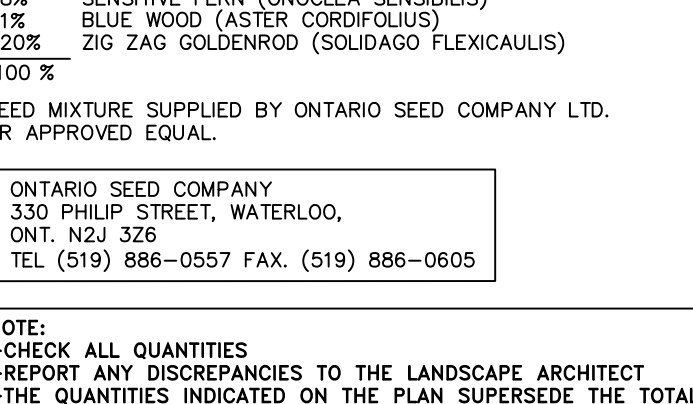 SENSITIVE FERN (ONOCLEA SENSIBILIS)
1% BLUE WOOD (ASTER CORDIFOLIUS)
20% ZIG ZAG GOLDENROD (SOLIDAGO FLEXICAULIS)
100 %
EED MIXTURE SUPPLIED BY ONTARIO SEED COMPANY LTD.
R APPROVED EQUAL.
ONTARIO SEED COMPANY
330 PHILIP STREET, WATERLOO,
ONT. N2J 3Z6
TEL (519) 886-0557 FAX. (519) 886-0605
OTE:
-CHECK ALL QUANTITIES
-REPORT ANY DISCREPANCIES TO THE LANDSCAPE ARCHITECT
-THE QUANTITIES INDICATED ON THE PLAN SUPERSEDE THE TOTAL